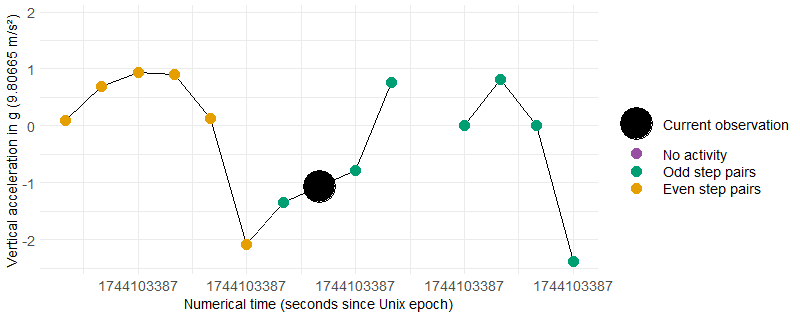 Vertical acceleration in g (9.80665 m/s²)
2
1
0
-1
-2
1744103387 1744103387 1744103387 1744103387 1744103387
Numerical time (seconds since Unix epoch)
Current observation
No activity
Odd step pairs
Even step pairs